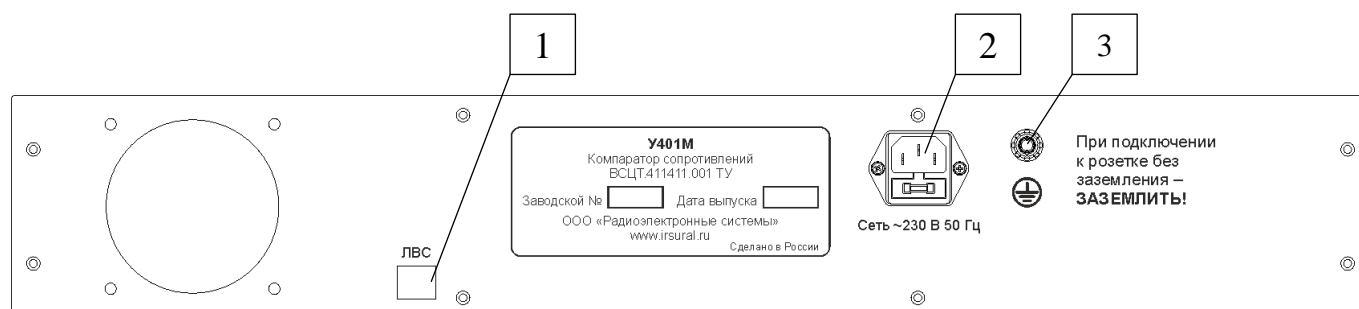 1
2
3
У401М
Компаратор сопротивлений
ВСЦТ.411411.001 ТУ
Заводской № Дата выпуска
ООО «Радиоэлектронные системы»
www.irsural.ru
Сделано в России
ЛВС
Сеть ~230 В 50 Гц
При подключении
к розетке без
заземления –
ЗАЗЕМЛИТЬ!